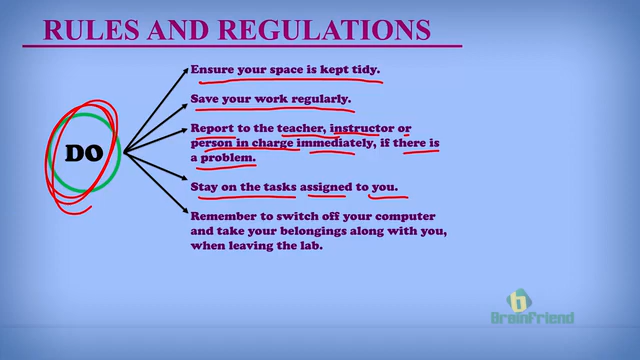 RULES AND REGULATIONS
Ensure your space is kept tidy.
Save your work regularly.
Report to the teacher, instructor or
person in charge immediately, if there is
a problem.
DO
Stay on the tasks assigned to you.
Remember to switch off your computer
and take your belongings along with you,
when leaving the lab.
b
BrainFriend